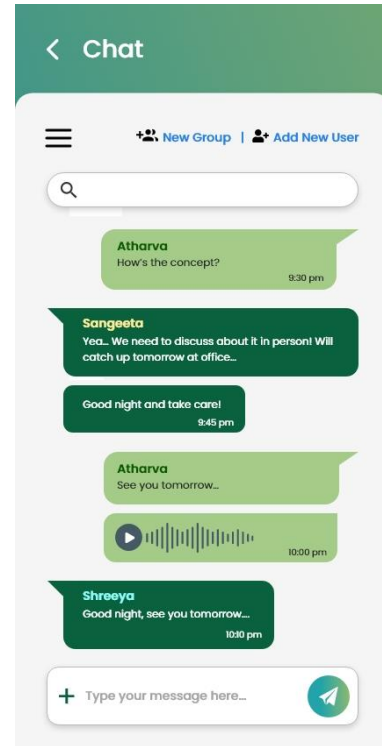 Chat
New Group | Add New User
Atharva
How's the concept?
9:30 pm
Sangeeta
Yea... We need to discuss about it in person! Will
catch up tomorrow at office...
Good night and take care!
9:45 pm
Atharva
See you tomorrow...
10:00 pm
Shreeya
Good night, see you tomorrow....
10:10 pm
Type your message here...